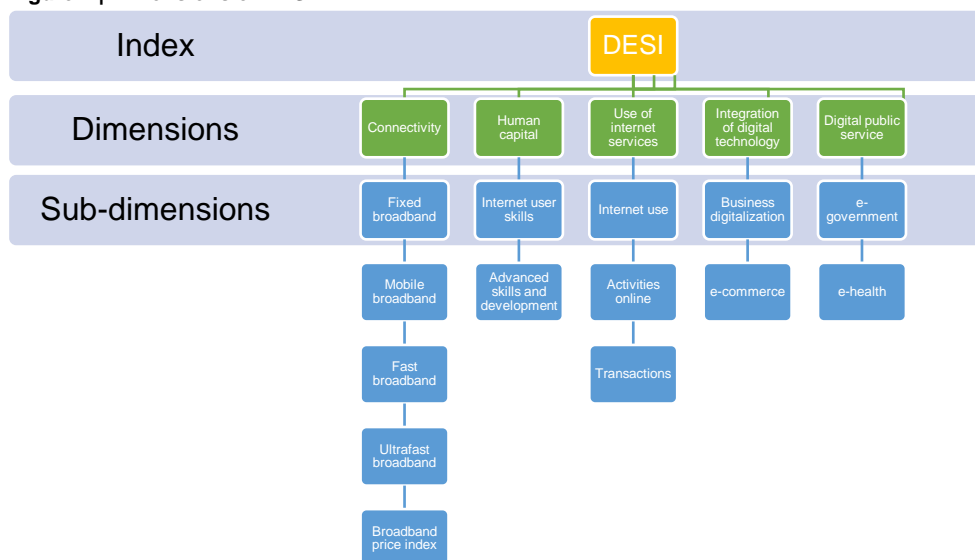 Index
DESI
Dimensions
Connectivity
Human
capital
Use of
internet
services
Integration
of digital
technology
Digital public
service
Sub-dimensions
Fixed
broadband
Internet user
skills
Internet use
Business
digitalization
e-
government
Mobile
broadband
Advanced
skills and
development
Activities
online
e-commerce
e-health
Fast
broadband
Transactions
Ultrafast
broadband
Broadband
price index